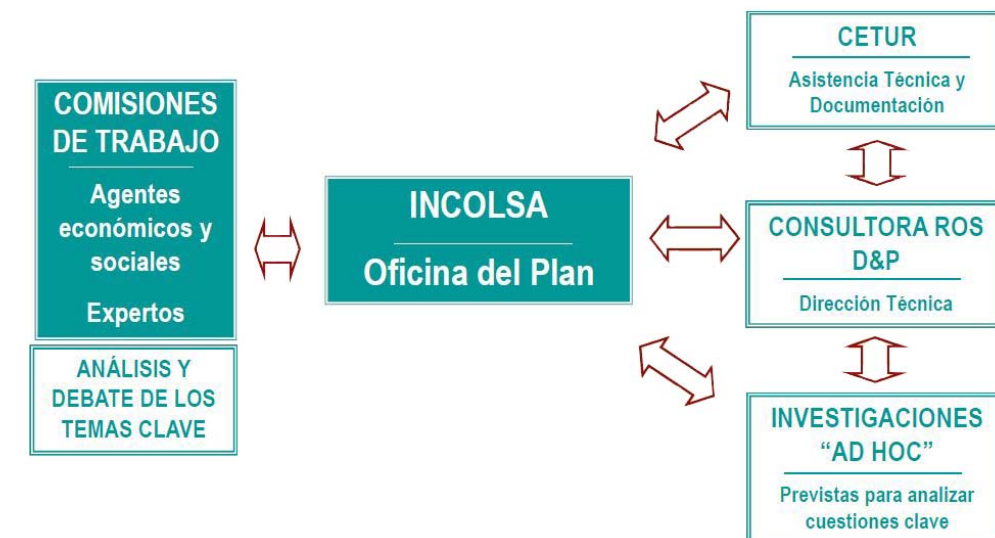 COMISIONES
DE TRABAJO
Agentes
económicos y
sociales
Expertos
ANÁLISIS Y
DEBATE DE LOS
TEMAS CLAVE
INCOLSA
Oficina del Plan
CETUR
Asistencia Técnica y
Documentación
CONSULTORA ROS
D&P
Dirección Técnica
INVESTIGACIONES
“AD HOC”
Previstas para analizar
cuestiones clave